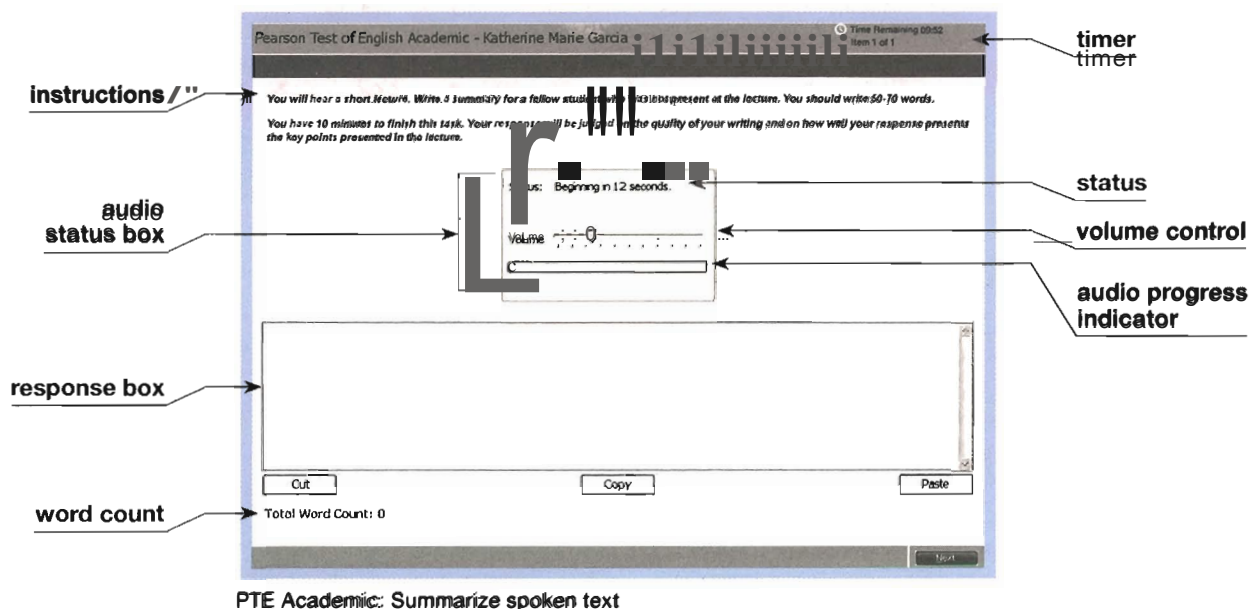 Pearson Test of English Academic - Katherine Marie Garcia
Time Remaining 09:52
Item 1 of 1
timer
timer
instructions
You will hear a short lecture. Write a summary for a fellow student who was not present at the lecture. You should write 50-70 words.
You have 10 minutes to finish this task. Your response will be judged on the quality of your writing and on how well your response presents
the key points presented in the lecture.
Status: Beginning in 12 seconds.
status
audio
status box
Volume
volume control
audio progress
indicator
response box
Cut
Copy
Paste
word count
Total Word Count: 0
Next
PTE Academic: Summarize spoken text